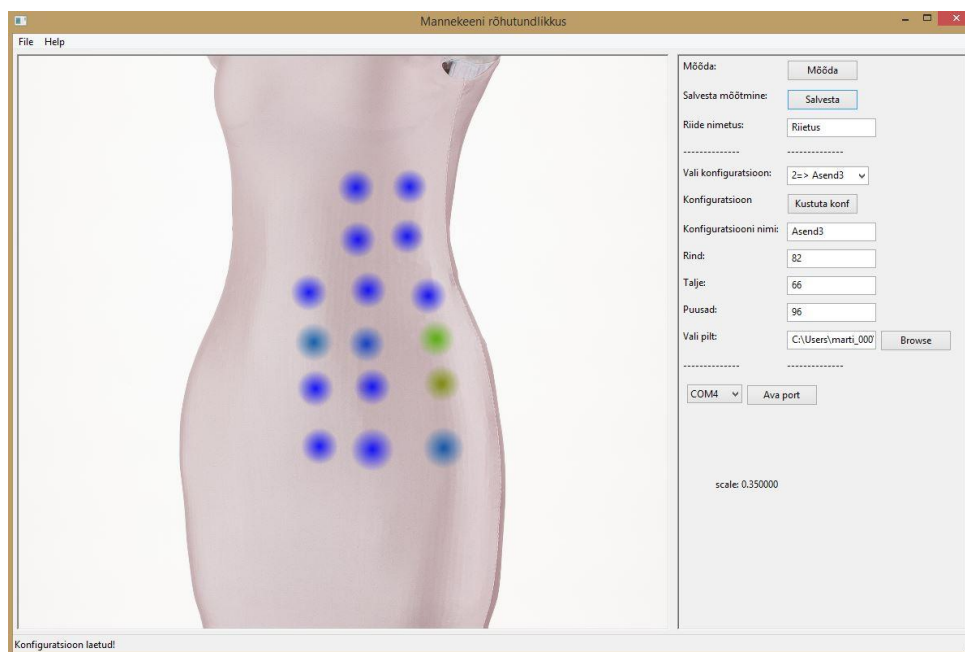 Mannekeeni rõhutundlikkus
File Help
Mõõda: Mõõda
Salvesta mõõtmine: Salvesta
Riide nimetus: Riietus
-------------- --------------
Vali konfiguratsioon: 2=> Asend3
Konfiguratsioon Kustuta konf
Konfiguratsiooni nimi: Asend3
Rind: 82
Talje: 66
Puusad: 96
Vali pilt: C:\Users\marti_000 Browse
-------------- --------------
COM4 Ava port
scale: 0.350000
Konfiguratsioon laetud!